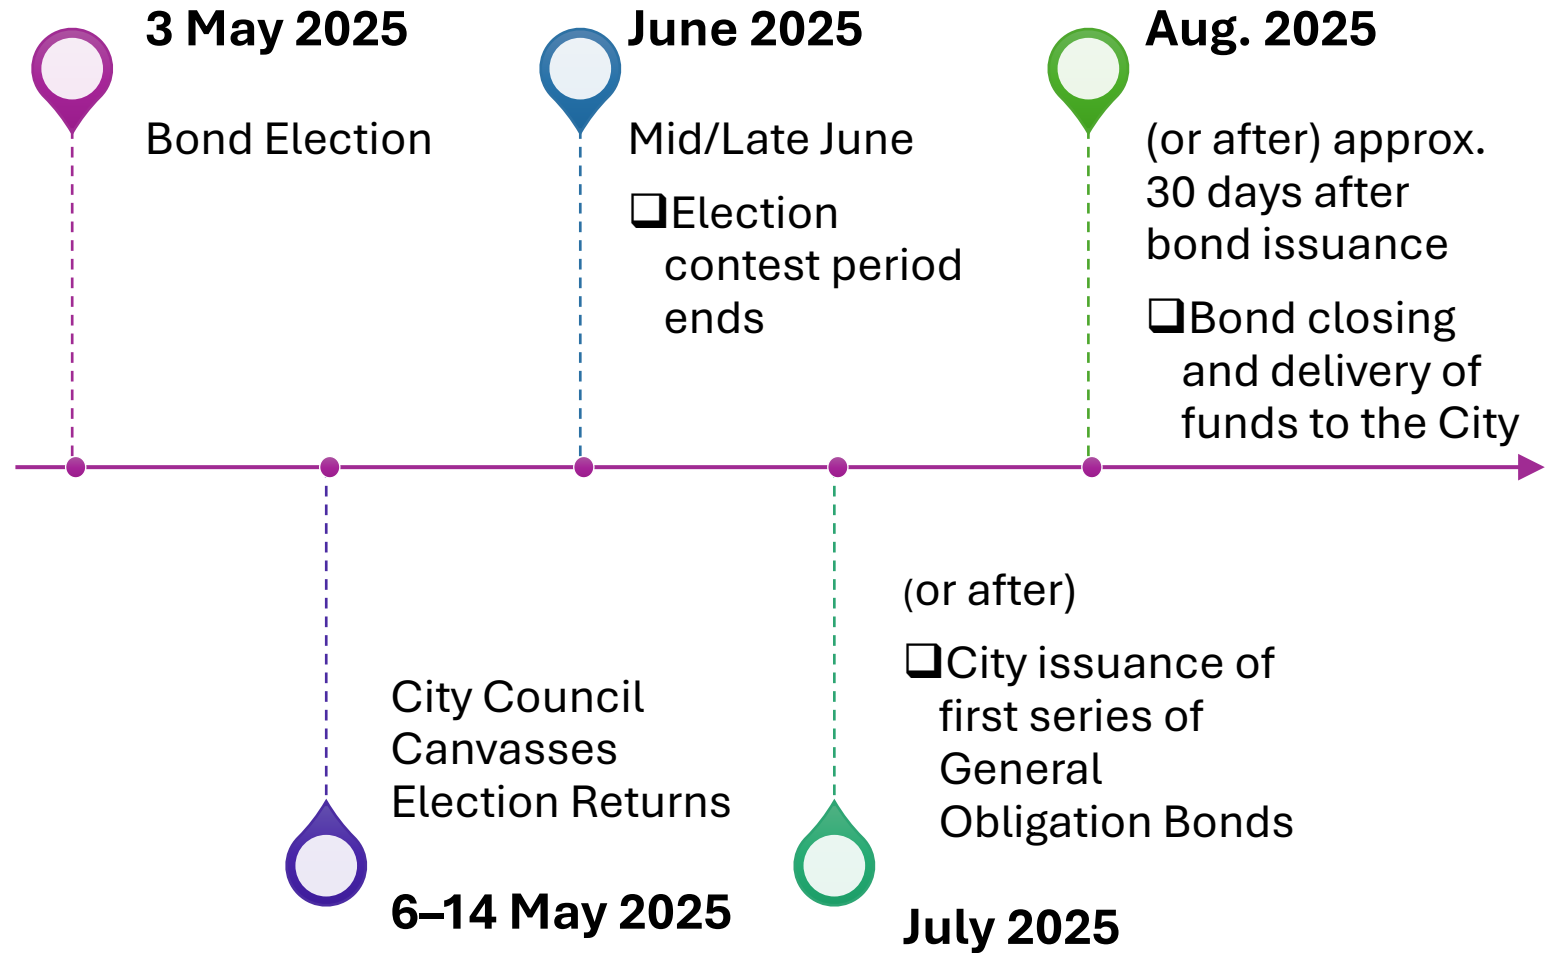 3 May 2025
Bond Election
June 2025
Mid/Late June
❑Election
contest period
ends
Aug. 2025
(or after) approx.
30 days after
bond issuance
❑Bond closing
and delivery of
funds to the City
City Council
Canvasses
Election Returns
6–14 May 2025
(or after)
❑City issuance of
first series of
General
Obligation Bonds
July 2025